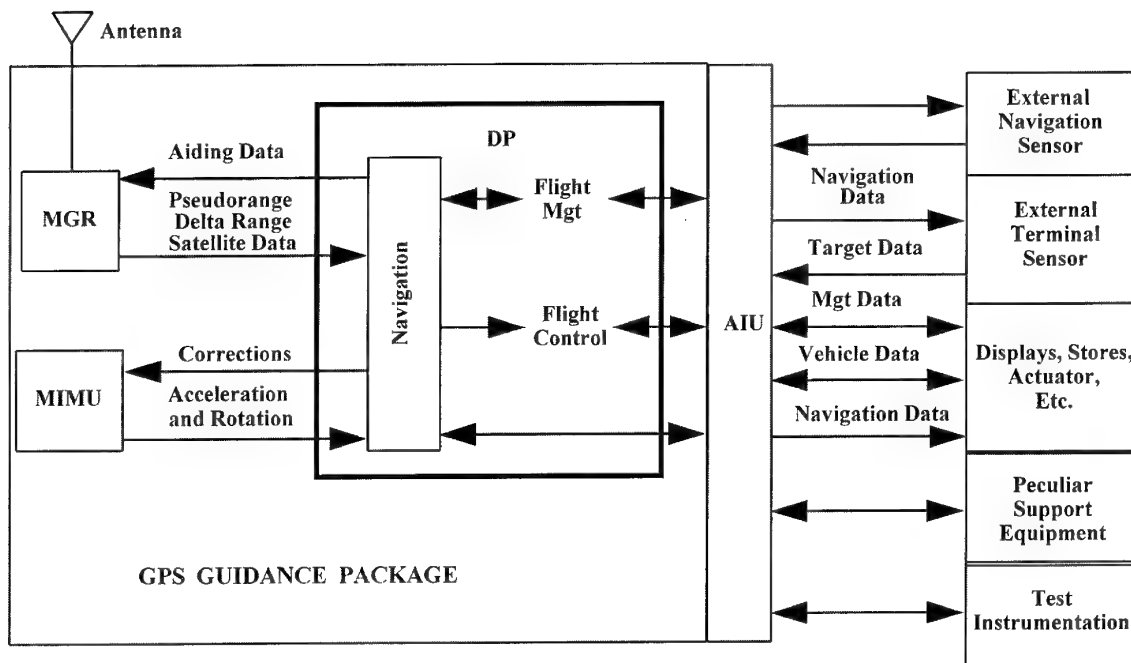 Antenna
DP
Aiding Data
MGR
Pseudorange
Delta Range
Satellite Data
Navigation
Flight
Mgt
Flight
Control
MIMU
Corrections
Acceleration
and Rotation
GPS GUIDANCE PACKAGE
AIU
Navigation
Data
Target Data
Mgt Data
Vehicle Data
Navigation Data
External
Navigation
Sensor
External
Terminal
Sensor
Displays, Stores,
Actuator,
Etc.
Peculiar
Support
Equipment
Test
Instrumentation